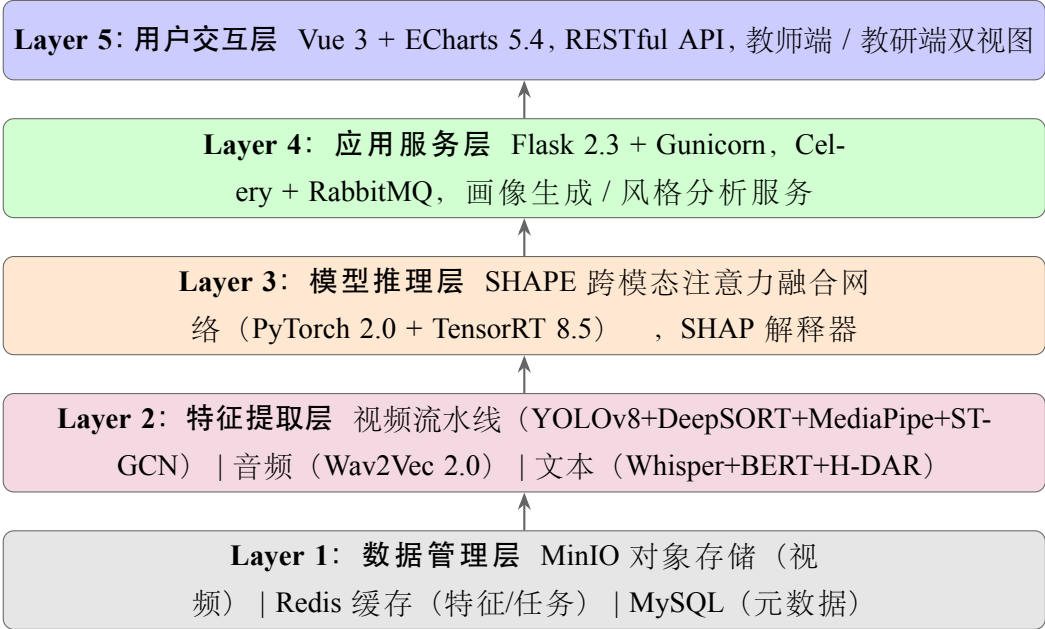 Layer 5: 用户交互层 Vue 3 + ECharts 5.4, RESTful API, 教师端 / 教研端双视图
Layer 4: 应用服务层 Flask 2.3 + Gunicorn, Cel-
ery + RabbitMQ, 画像生成 / 风格分析服务
Layer 3: 模型推理层 SHAPE 跨模态注意力融合网
络（PyTorch 2.0 + TensorRT 8.5）, SHAP 解释器
Layer 2: 特征提取层 视频流水线（YOLOv8+DeepSORT+MediaPipe+ST-
GCN）| 音频（Wav2Vec 2.0）| 文本（Whisper+BERT+H-DAR）
Layer 1: 数据管理层 MinIO 对象存储（视
频）| Redis 缓存（特征/任务）| MySQL（元数据）